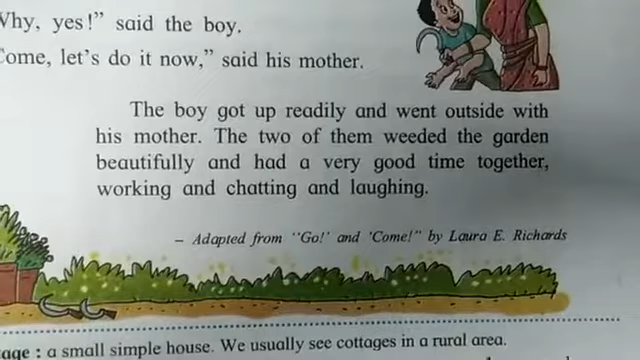 Why, yes!” said the boy.
Come, let’s do it now,” said his mother.
The boy got up readily and went outside with
his mother. The two of them weeded the garden
beautifully and had a very good time together,
working and chatting and laughing.
– Adapted from ‘‘Go!’ and ‘Come!” by Laura E. Richards
age : a small simple house. We usually see cottages in a rural area.